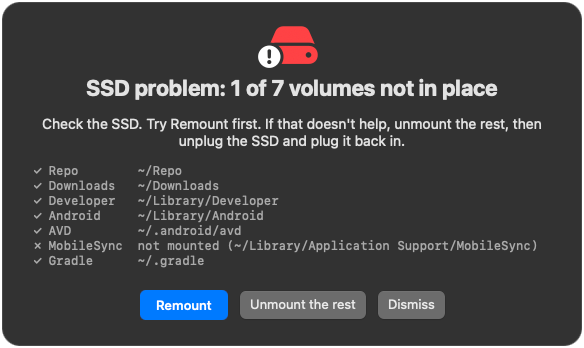 SSD problem: 1 of 7 volumes not in place
Check the SSD. Try Remount first. If that doesn't help, unmount the rest, then
unplug the SSD and plug it back in.
✓ Repo ~/Repo
✓ Downloads ~/Downloads
✓ Developer ~/Library/Developer
✓ Android ~/Library/Android
✓ AVD ~/.android/avd
× MobileSync not mounted (~/Library/Application Support/MobileSync)
✓ Gradle ~/.gradle
Remount Unmount the rest Dismiss